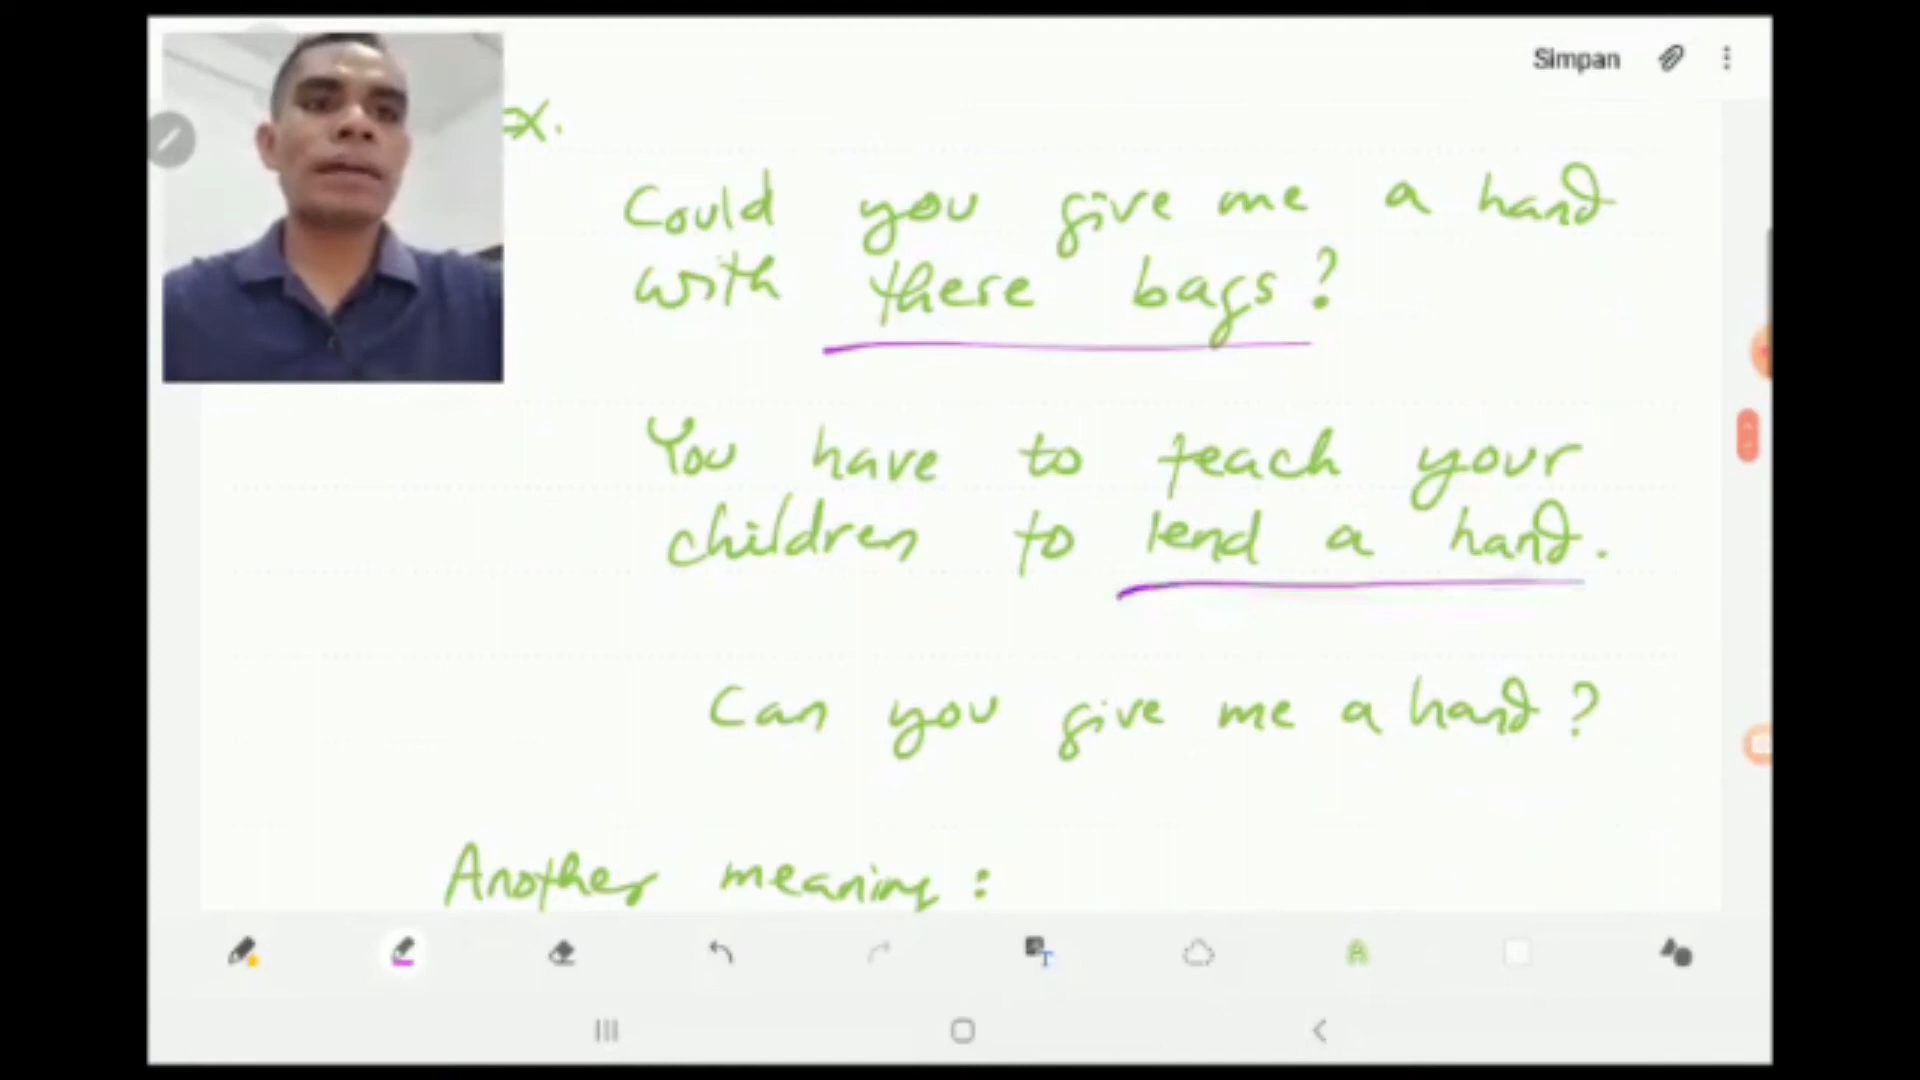 Simpan
ex.
Could you give me a hand
with there bags?
You have to teach your
children to lend a hand.
Can you give me a hand?
Another meaning: